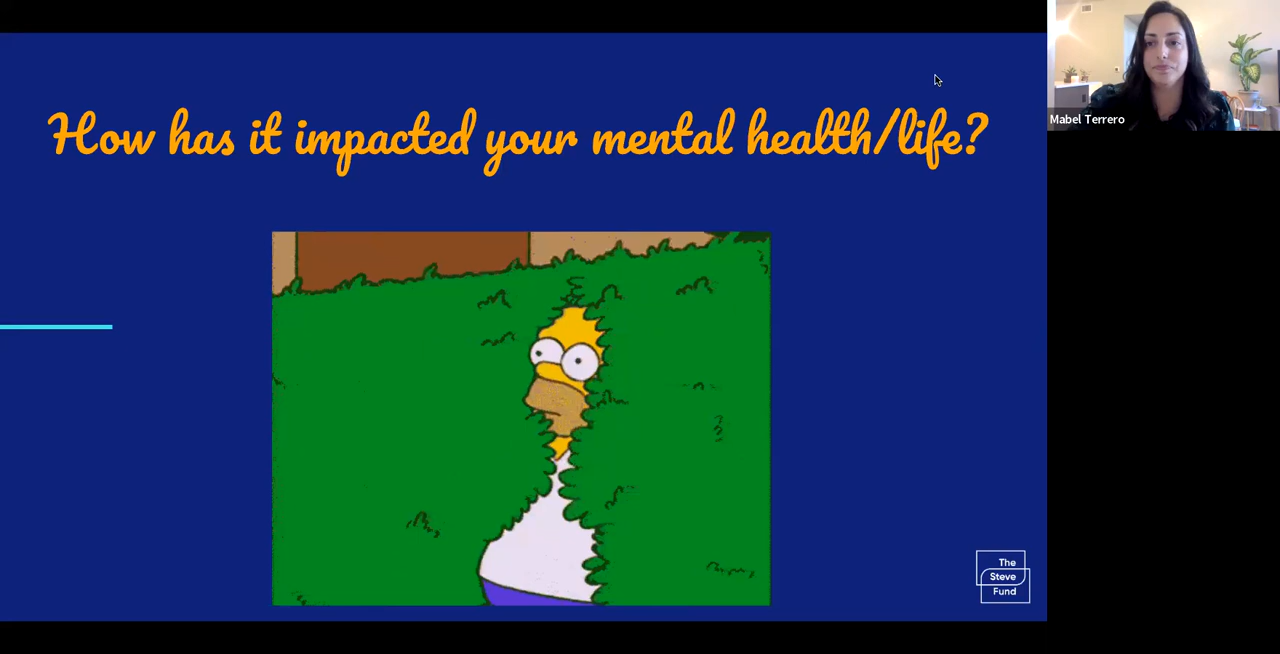 How has it impacted your mental health/life?
Mabel Terrero
The
Steve
Fund